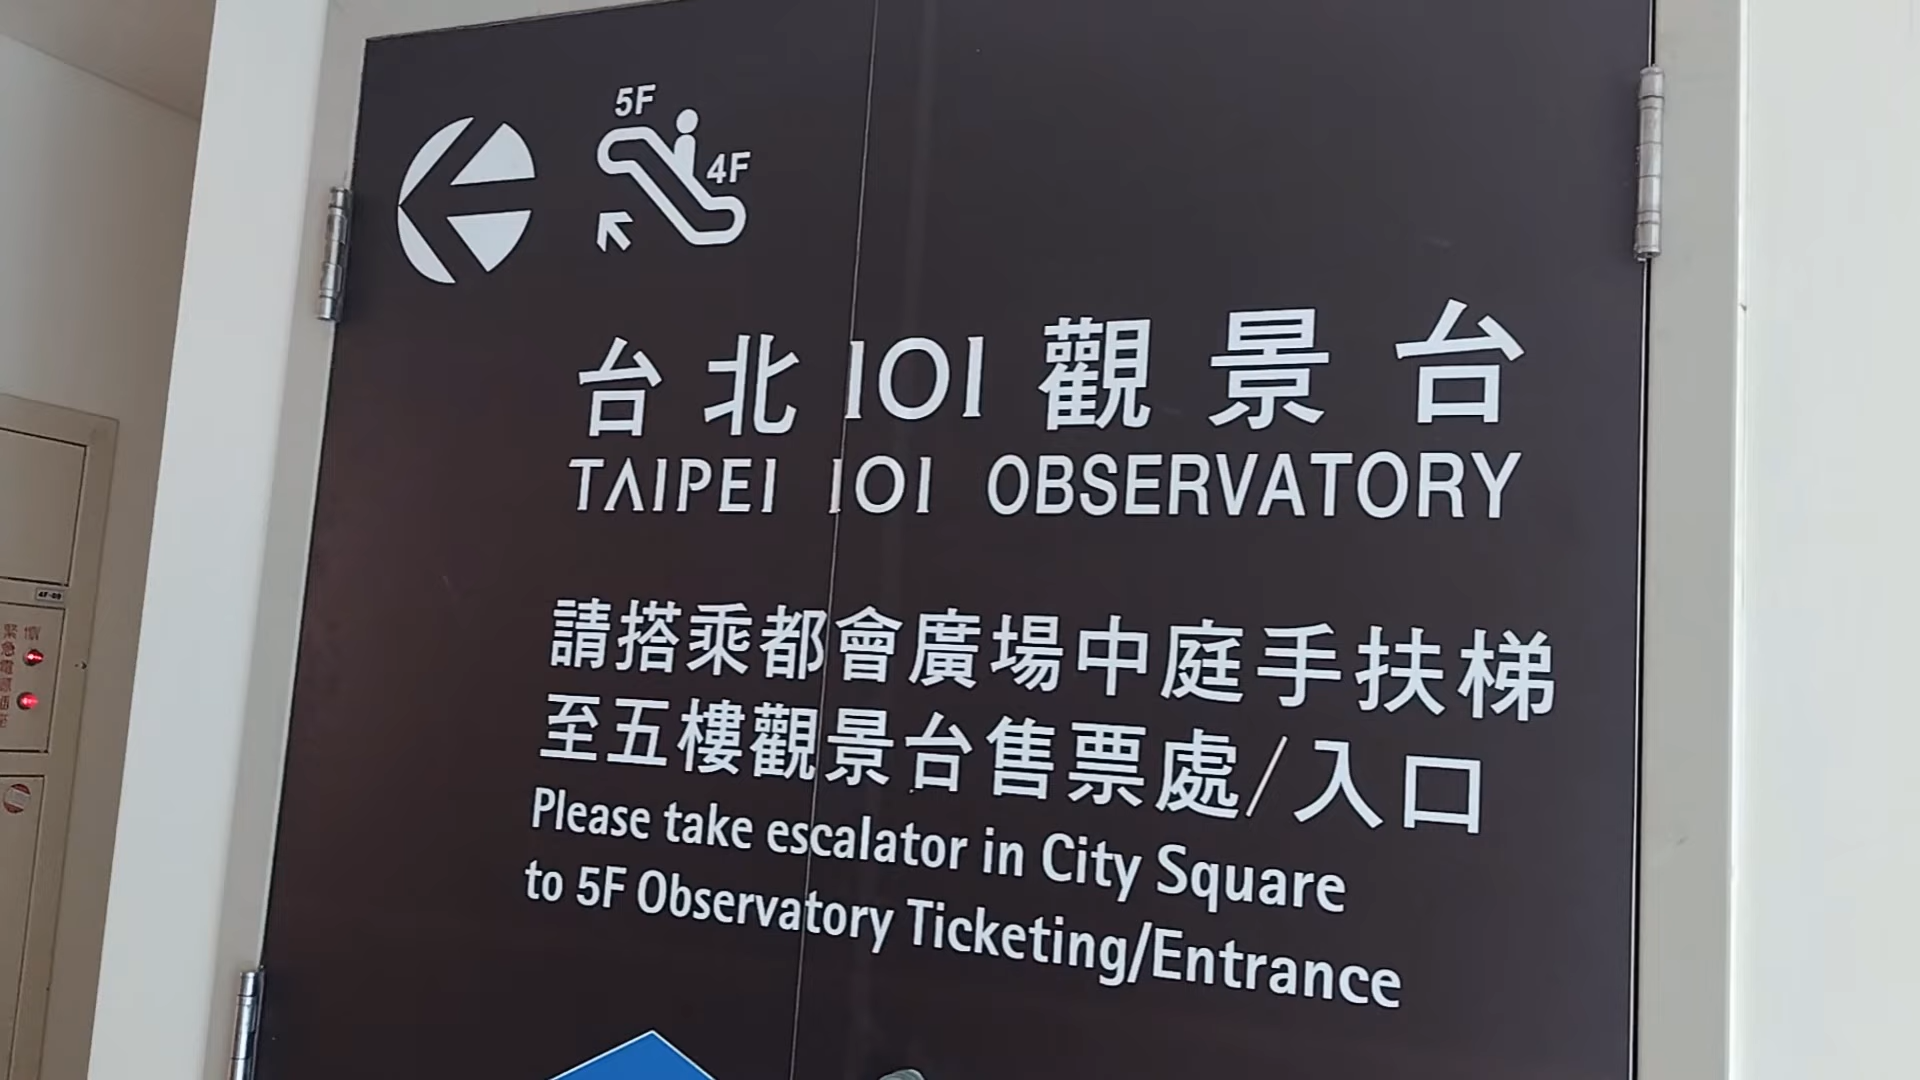 5F
4F
台北101觀景台
TAIPEI 101 OBSERVATORY
請搭乘都會廣場中庭手扶梯
至五樓觀景台售票處/入口
Please take escalator in City Square
to 5F Observatory Ticketing/Entrance